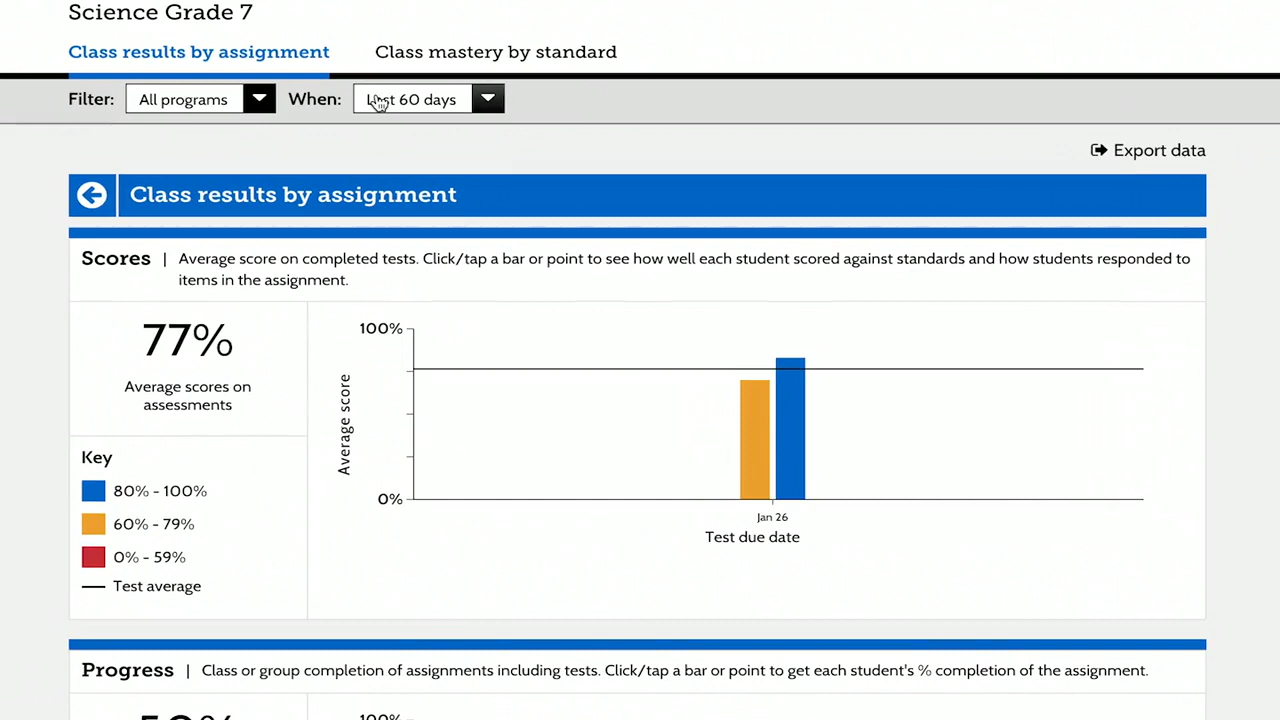 Science Grade 7
Class results by assignment
Class mastery by standard
Filter:
All programs
When:
60 days
Export data
Class results by assignment
Scores | Average score on completed tests. Click/tap a bar or point to see how well each student scored against standards and how students responded to
items in the assignment.
77%
Average scores on
assessments
Key
80% - 100%
60% - 79%
0% - 59%
Test average
Average score
100%
0%
Jan 26
Test due date
Progress | Class or group completion of assignments including tests. Click/tap a bar or point to get each student's % completion of the assignment.
100%